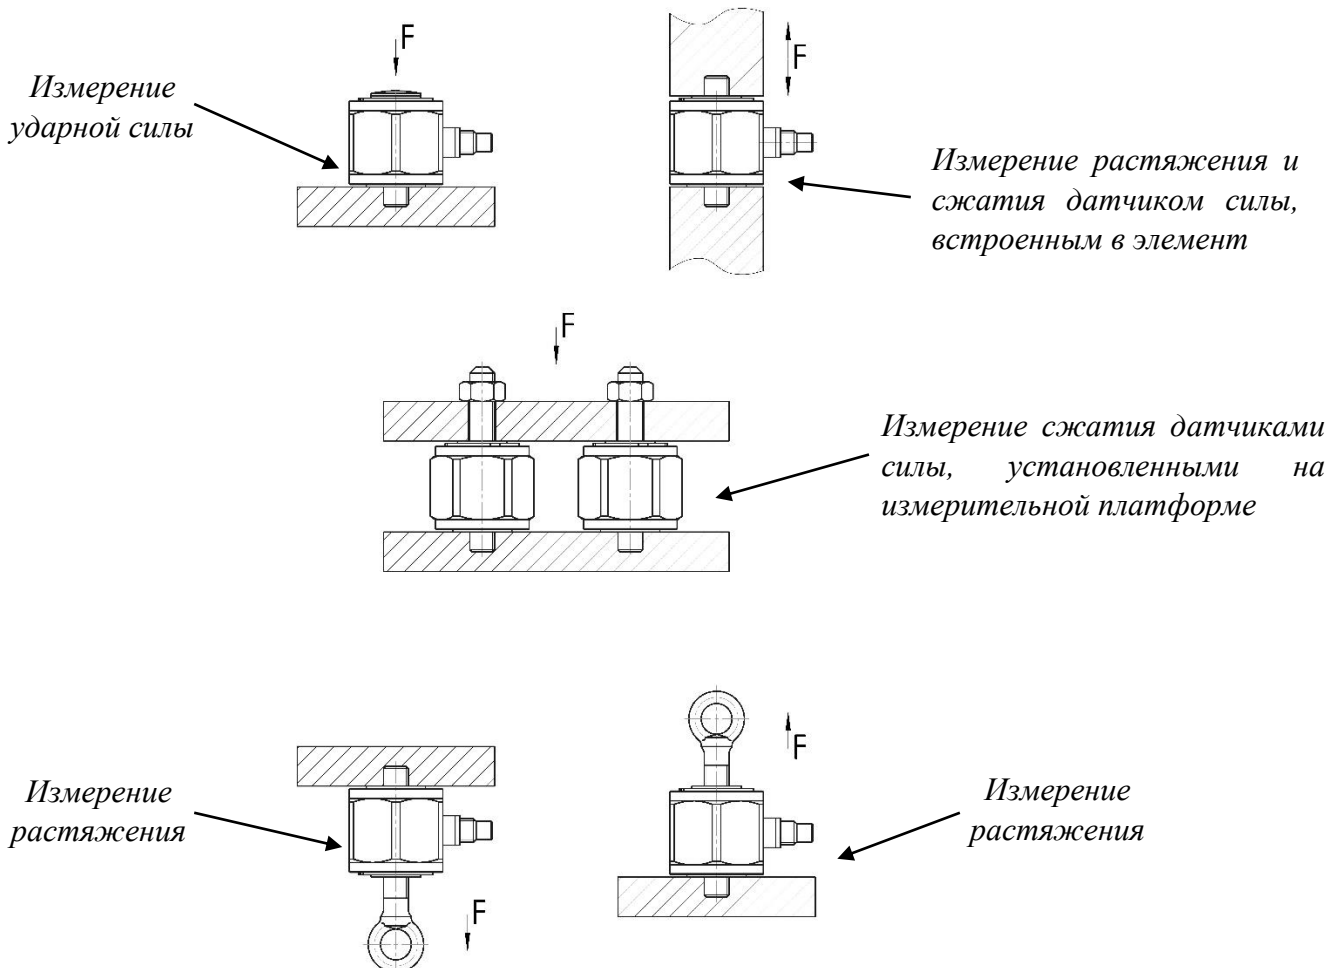 F
Измерение
ударной силы
F
Измерение растяжения и
сжатия датчиком силы,
встроенным в элемент
F
Измерение сжатия датчиками
силы, установленными на
измерительной платформе
Измерение
растяжения
F
F
Измерение
растяжения